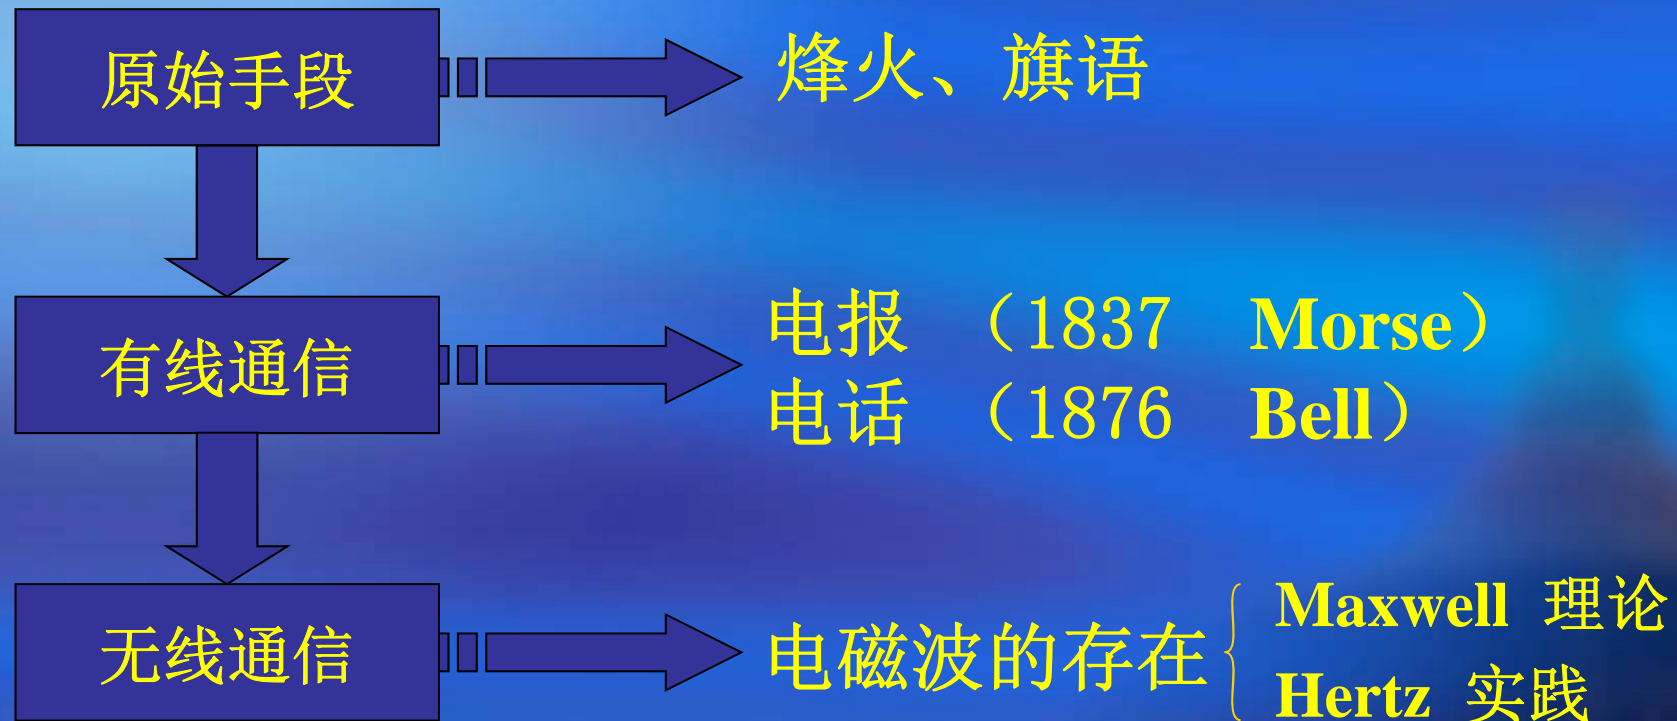 原始手段
烽火、旗语
有线通信
电报 （1837 Morse）
电话 （1876 Bell）
无线通信
电磁波的存在
Maxwell 理论
Hertz 实践